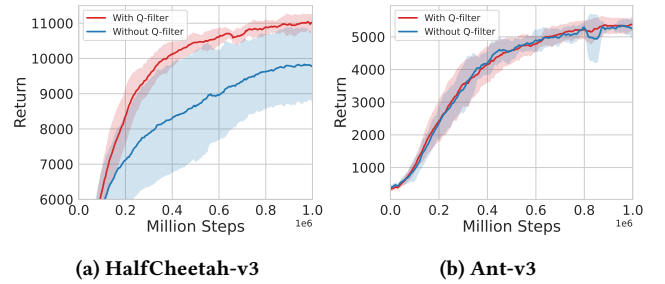 With Q-filter
Without Q-filter
Return
11000
10000
9000
8000
7000
6000
0.0 0.2 0.4 0.6 0.8 1.0
Million Steps
1e6
(a) HalfCheetah-v3
With Q-filter
Without Q-filter
Return
5000
4000
3000
2000
1000
0.0 0.2 0.4 0.6 0.8 1.0
Million Steps
1e6
(b) Ant-v3